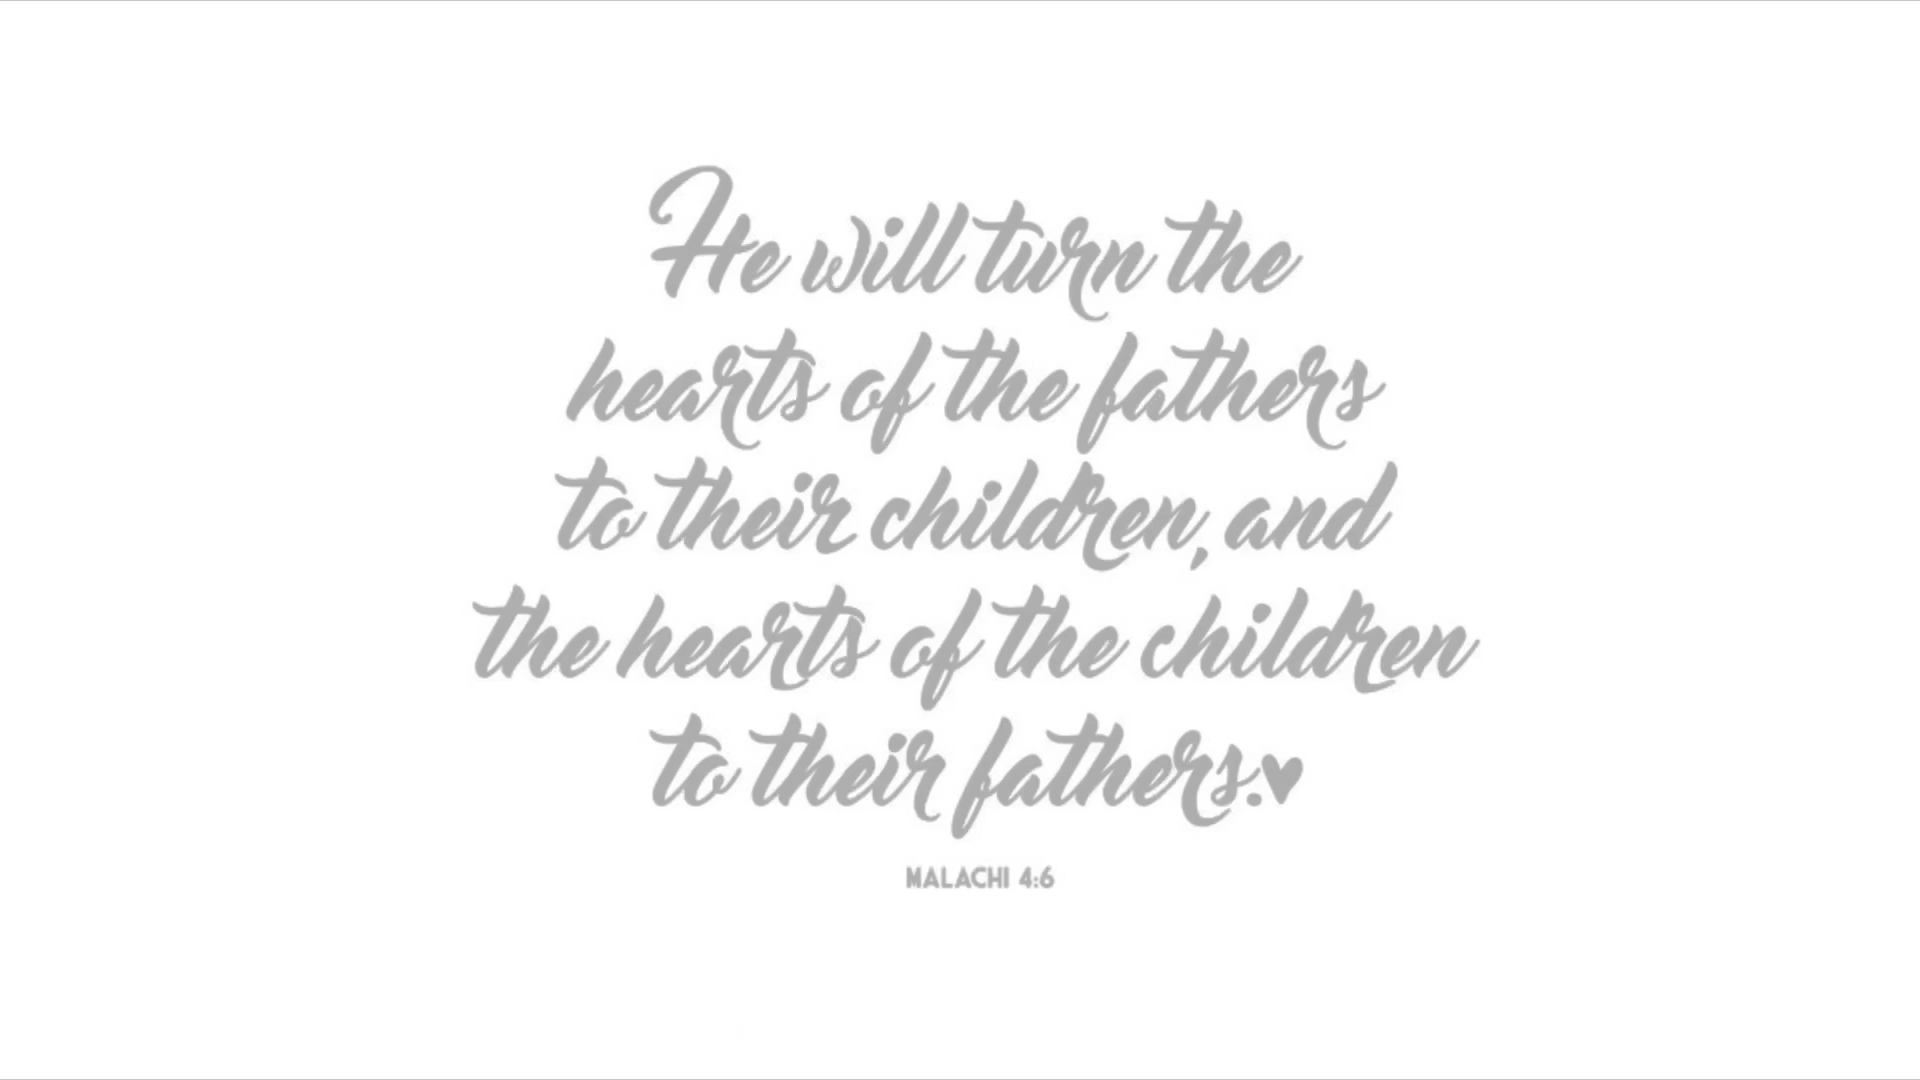 He will turn the
hearts of the fathers
to their children, and
the hearts of the children
to their fathers.♥
MALACHI 4:6